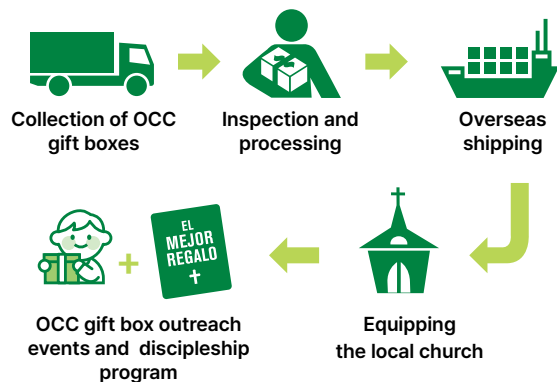 Collection of OCC
gift boxes
Inspection and
processing
Overseas
shipping
EL
MEJOR
REGALO
OCC gift box outreach
events and discipleship
program
Equipping
the local church